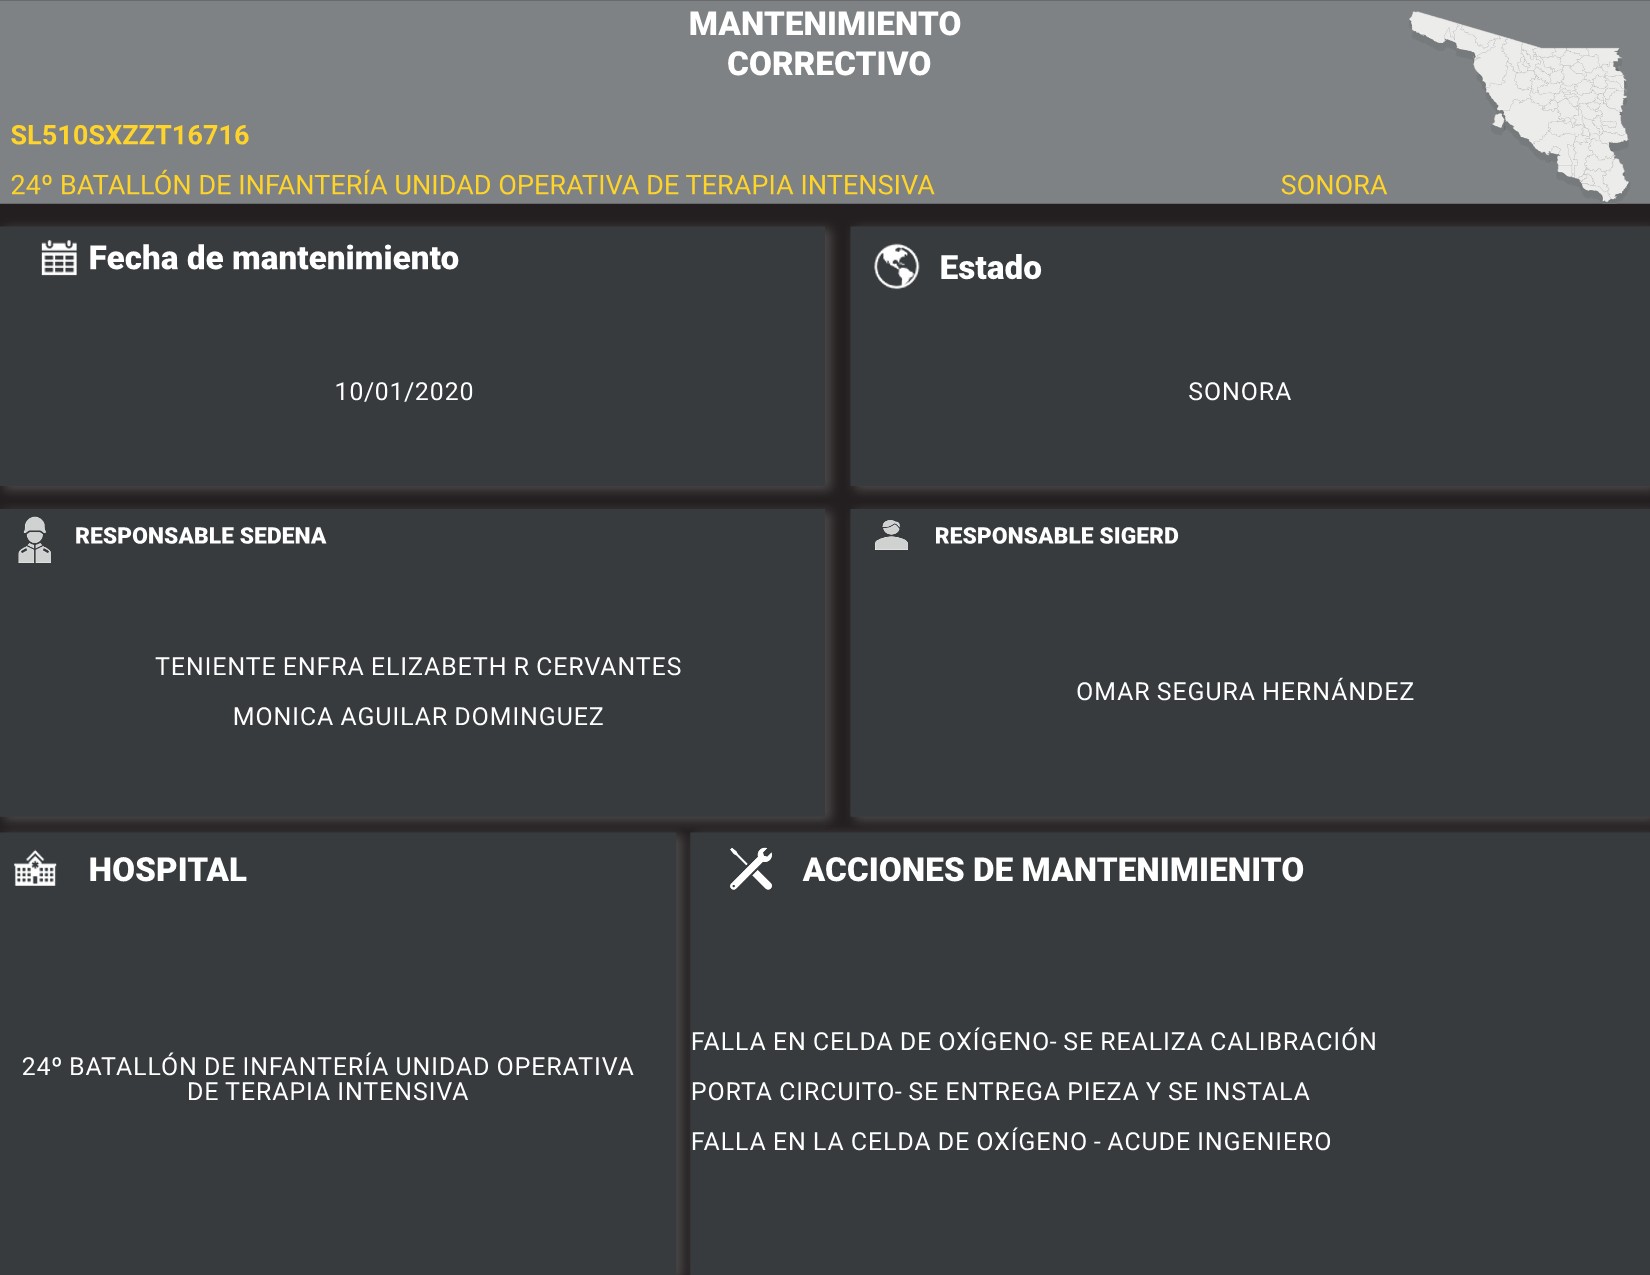 MANTENIMIENTO
CORRECTIVO
SL510SXZZT16716
24º BATALLÓN DE INFANTERÍA UNIDAD OPERATIVA DE TERAPIA INTENSIVA
SONORA
Fecha de mantenimiento
10/01/2020
Estado
SONORA
RESPONSABLE SEDENA
TENIENTE ENFRA ELIZABETH R CERVANTES
MONICA AGUILAR DOMINGUEZ
RESPONSABLE SIGERD
OMAR SEGURA HERNÁNDEZ
HOSPITAL
24º BATALLÓN DE INFANTERÍA UNIDAD OPERATIVA
DE TERAPIA INTENSIVA
ACCIONES DE MANTENIMIENITO
FALLA EN CELDA DE OXÍGENO- SE REALIZA CALIBRACIÓN
PORTA CIRCUITO- SE ENTREGA PIEZA Y SE INSTALA
FALLA EN LA CELDA DE OXÍGENO - ACUDE INGENIERO